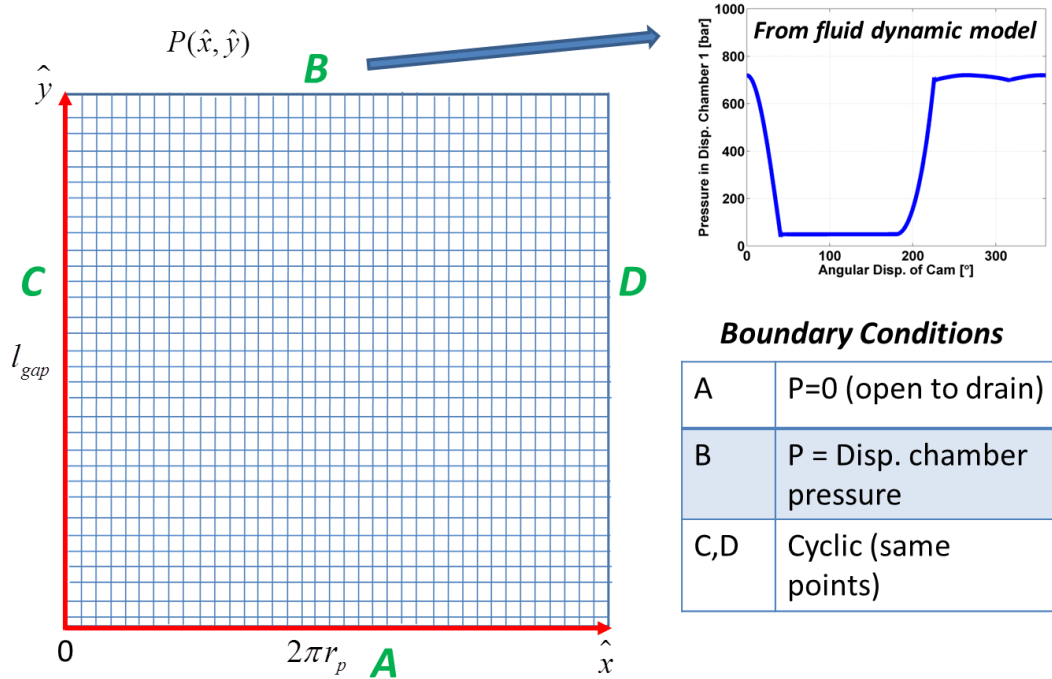 P(x̂, ŷ)
B
ŷ
C
D
l_gap
0
2πr_p
A
x̂
From fluid dynamic model
Pressure in Disp. Chamber 1 [bar]
1000
800
600
400
200
0
0
100
200
300
Angular Disp. of Cam [°]
Boundary Conditions
A
P=0 (open to drain)
B
P = Disp. chamber
pressure
C,D
Cyclic (same
points)